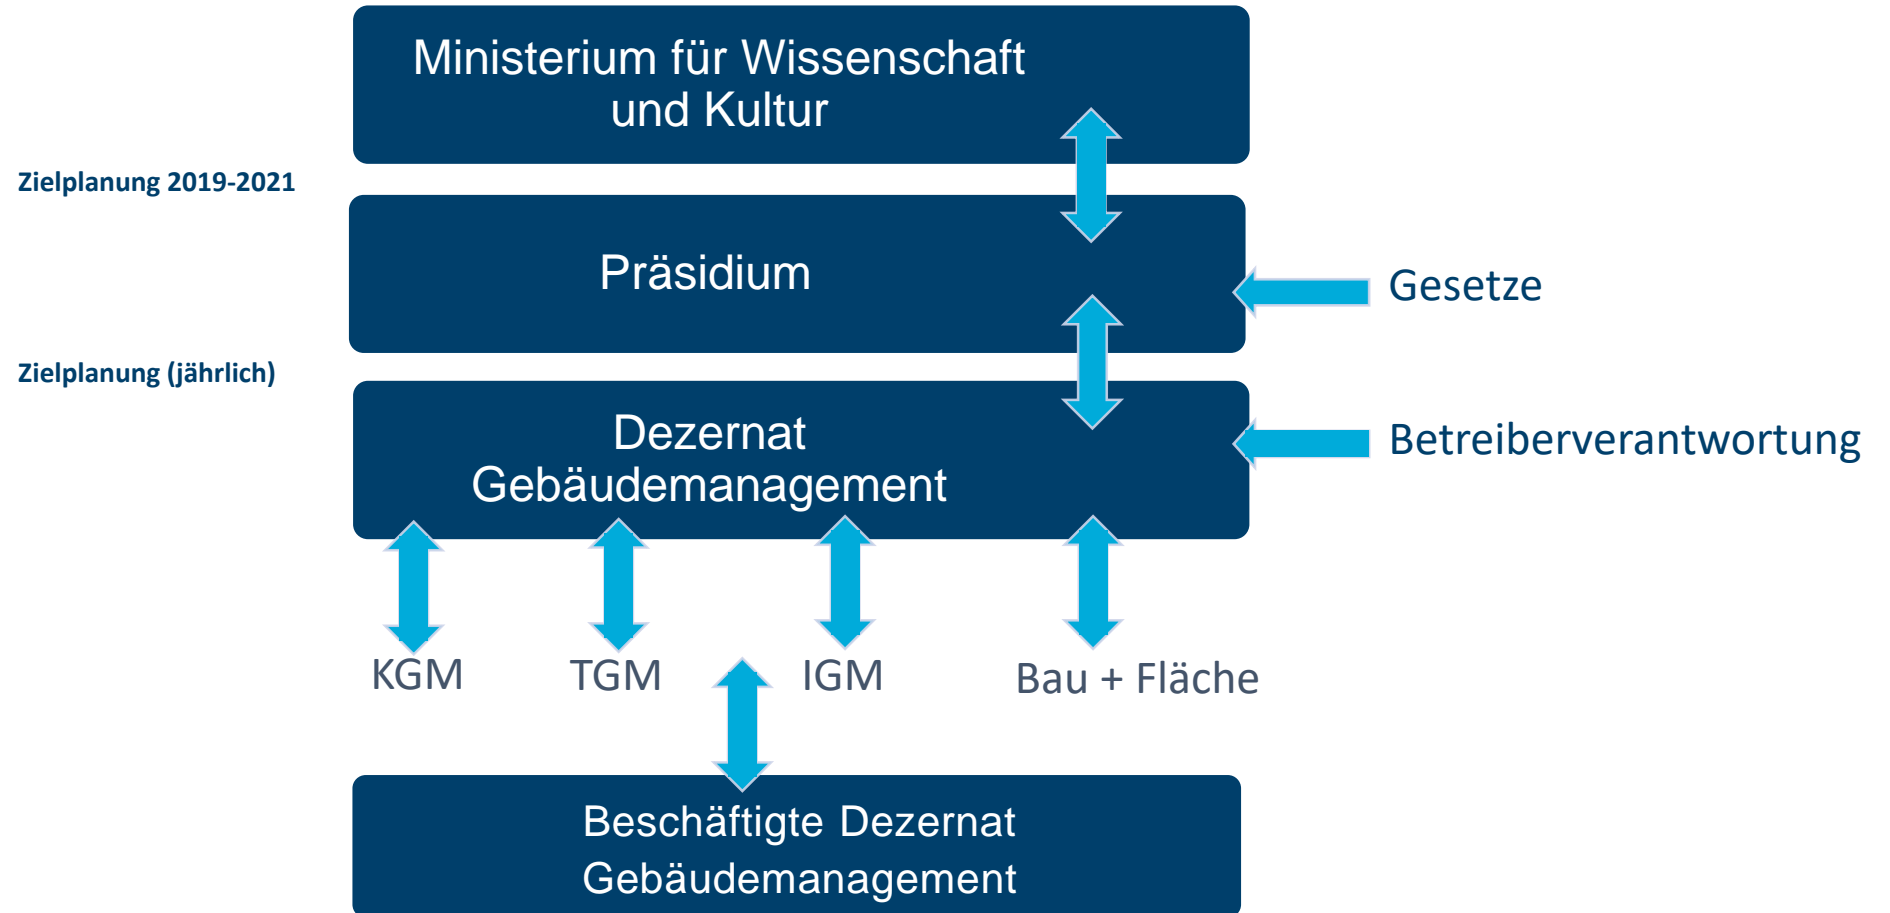 Ministerium für Wissenschaft
und Kultur
Zielplanung 2019-2021
Präsidium
Gesetze
Zielplanung (jährlich)
Dezernat
Gebäudemanagement
Betreiberverantwortung
KGM
TGM
IGM
Bau + Fläche
Beschäftigte Dezernat
Gebäudemanagement